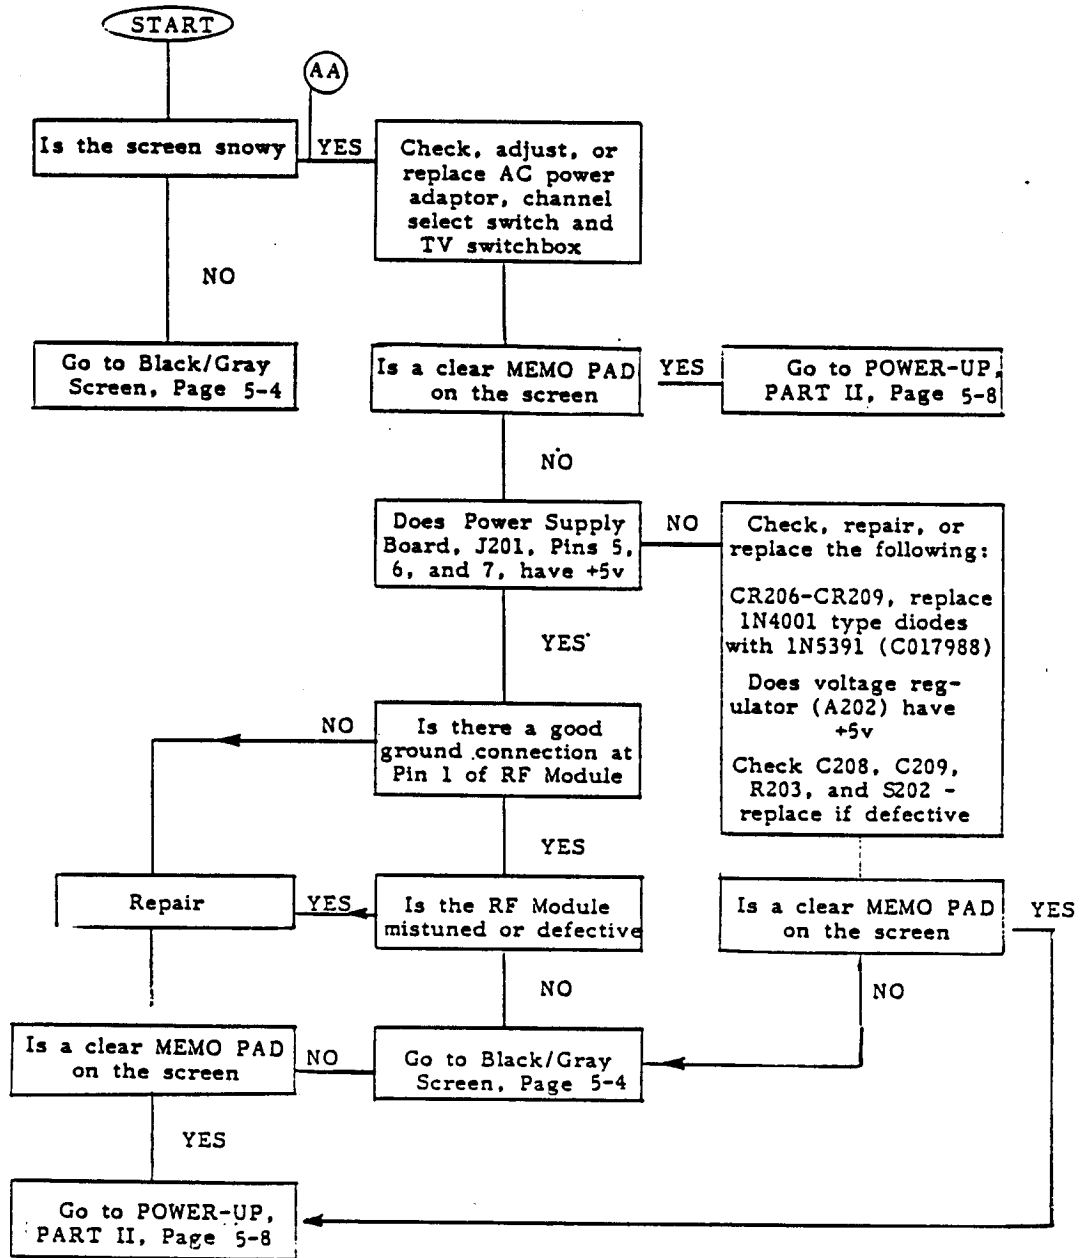 START
AA
Is the screen snowy
YES
Check, adjust, or
replace AC power
adaptor, channel
select switch and
TV switchbox
NO
Go to Black/Gray
Screen, Page 5-4
Is a clear MEMO PAD
on the screen
YES
Go to POWER-UP,
PART II, Page 5-8
NO
Does Power Supply
Board, J201, Pins 5,
6, and 7, have +5v
NO
Check, repair, or
replace the following:
CR206-CR209, replace
1N4001 type diodes
with 1N5391 (C017988)
Does voltage reg-
ulator (A202) have
+5v
Check C208, C209,
R203, and S202 -
replace if defective
YES
Is there a good
ground connection at
Pin 1 of RF Module
NO
YES
Repair
YES
Is the RF Module
mistuned or defective
Is a clear MEMO PAD
on the screen
YES
NO
NO
Is a clear MEMO PAD
on the screen
NO
Go to Black/Gray
Screen, Page 5-4
YES
Go to POWER-UP,
PART II, Page 5-8